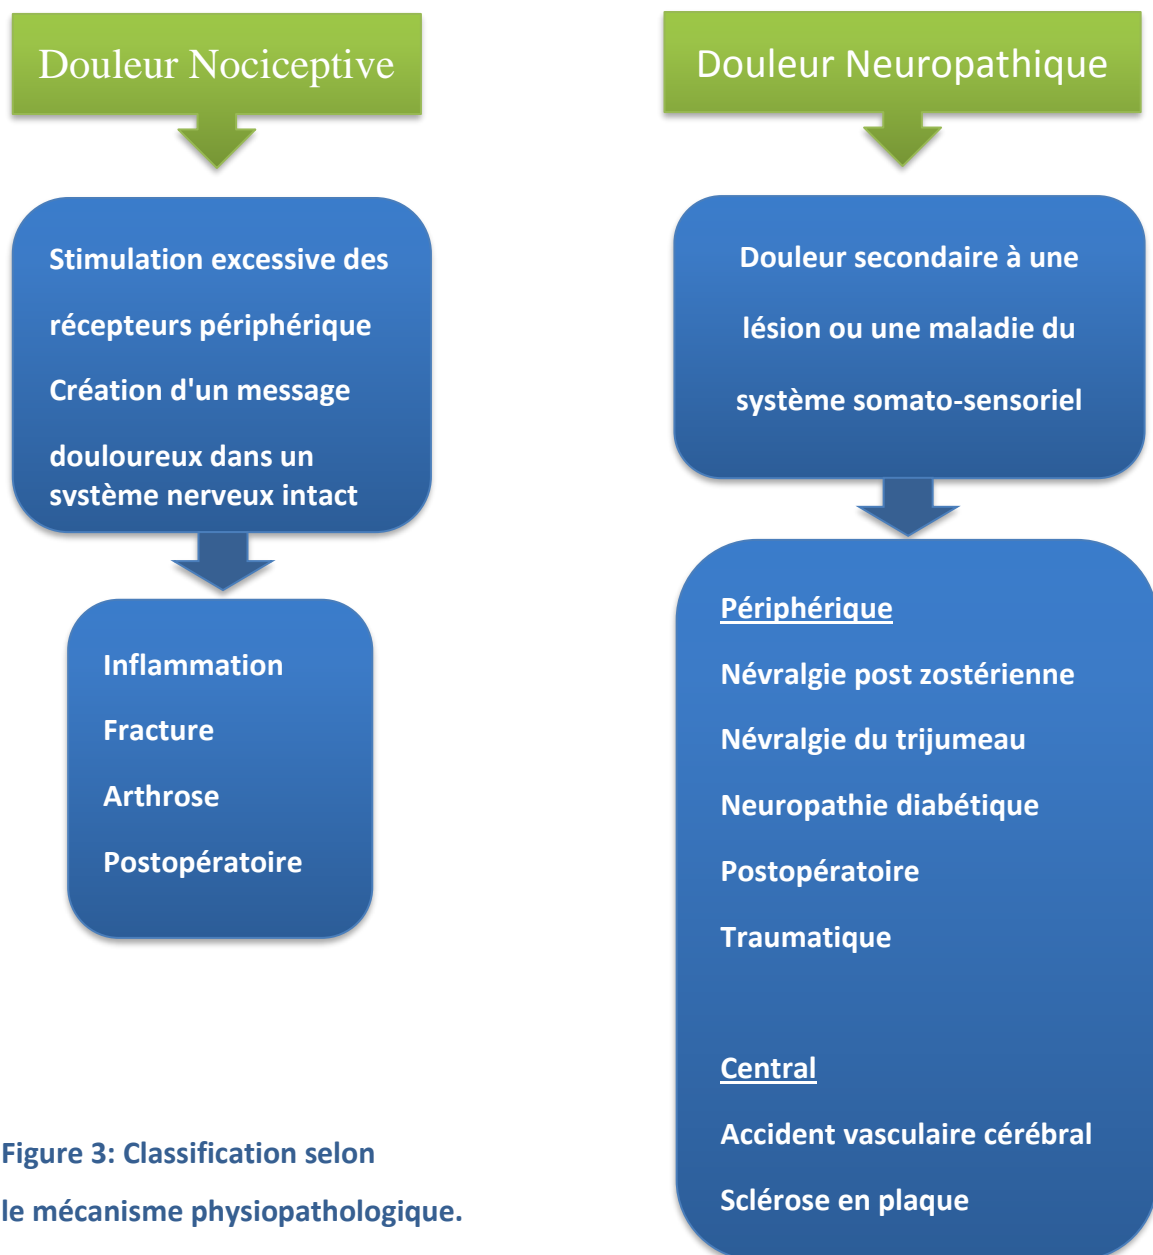 Douleur Nociceptive
Stimulation excessive des
récepteurs périphérique
Création d'un message
douloureux dans un
système nerveux intact
Inflammation
Fracture
Arthrose
Postopératoire
Douleur Neuropathique
Douleur secondaire à une
lésion ou une maladie du
système somato-sensoriel
Périphérique
Névralgie post zostérienne
Névralgie du trijumeau
Neuropathie diabétique
Postopératoire
Traumatique
Central
Accident vasculaire cérébral
Sclérose en plaque
Figure 3: Classification selon
le mécanisme physiopathologique.